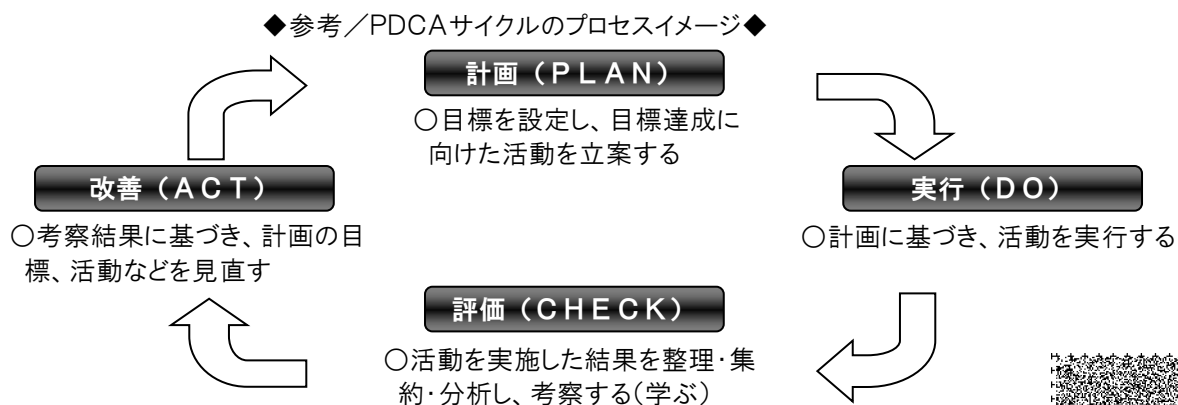 ◆参考／PDCAサイクルのプロセスイメージ◆
計画（ＰＬＡＮ）
○目標を設定し、目標達成に
向けた活動を立案する
改善（ＡＣＴ）
○考察結果に基づき、計画の目
標、活動などを見直す
実行（ＤＯ）
○計画に基づき、活動を実行する
評価（ＣＨＥＣＫ）
○活動を実施した結果を整理･集
約･分析し、考察する(学ぶ）